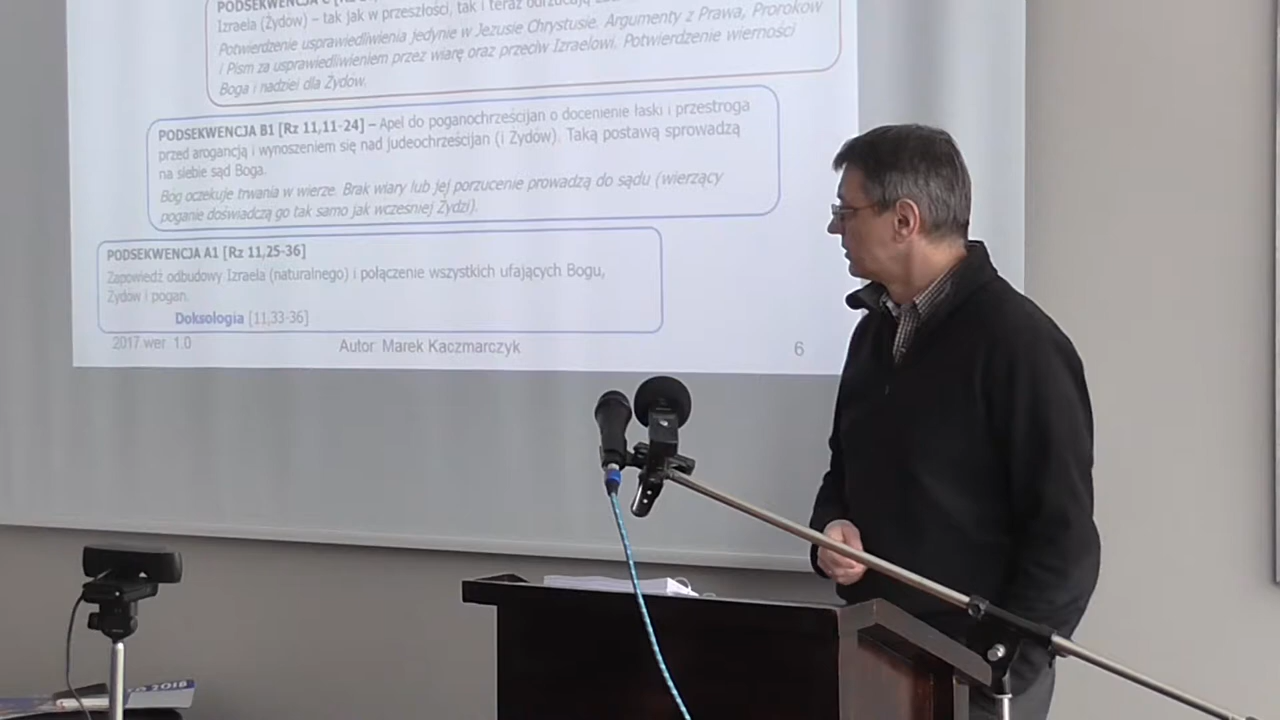 PODSEKWENCJA C
Izraela (Żydów) – tak jak w przeszłości, tak i teraz odrzucają
Potwierdzenie usprawiedliwienia jedynie w Jezusie Chrystusie. Argumenty z Prawa, Proroków
i Pism za usprawiedliwieniem przez wiarę oraz przeciw Izraelowi. Potwierdzenie wierności
Boga i nadziei dla Żydów.
PODSEKWENCJA B1 [Rz 11,11-24] – Apel do poganochrześcijan o docenienie łaski i przestroga
przed arogancją i wynoszeniem się nad judeochrześcijan (i Żydów). Taką postawą sprowadzą
na siebie sąd Boga.
Bóg oczekuje trwania w wierze. Brak wiary lub jej porzucenie prowadzą do sądu (wierzący
poganie doświadczą go tak samo jak wcześniej Żydzi).
PODSEKWENCJA A1 [Rz 11,25-36]
Zapowiedź odbudowy Izraela (naturalnego) i połączenie wszystkich ufających Bogu,
Żydów i pogan.
Doksologia [11,33-36]
2017 wer. 1.0 Autor: Marek Kaczmarczyk 6
2018